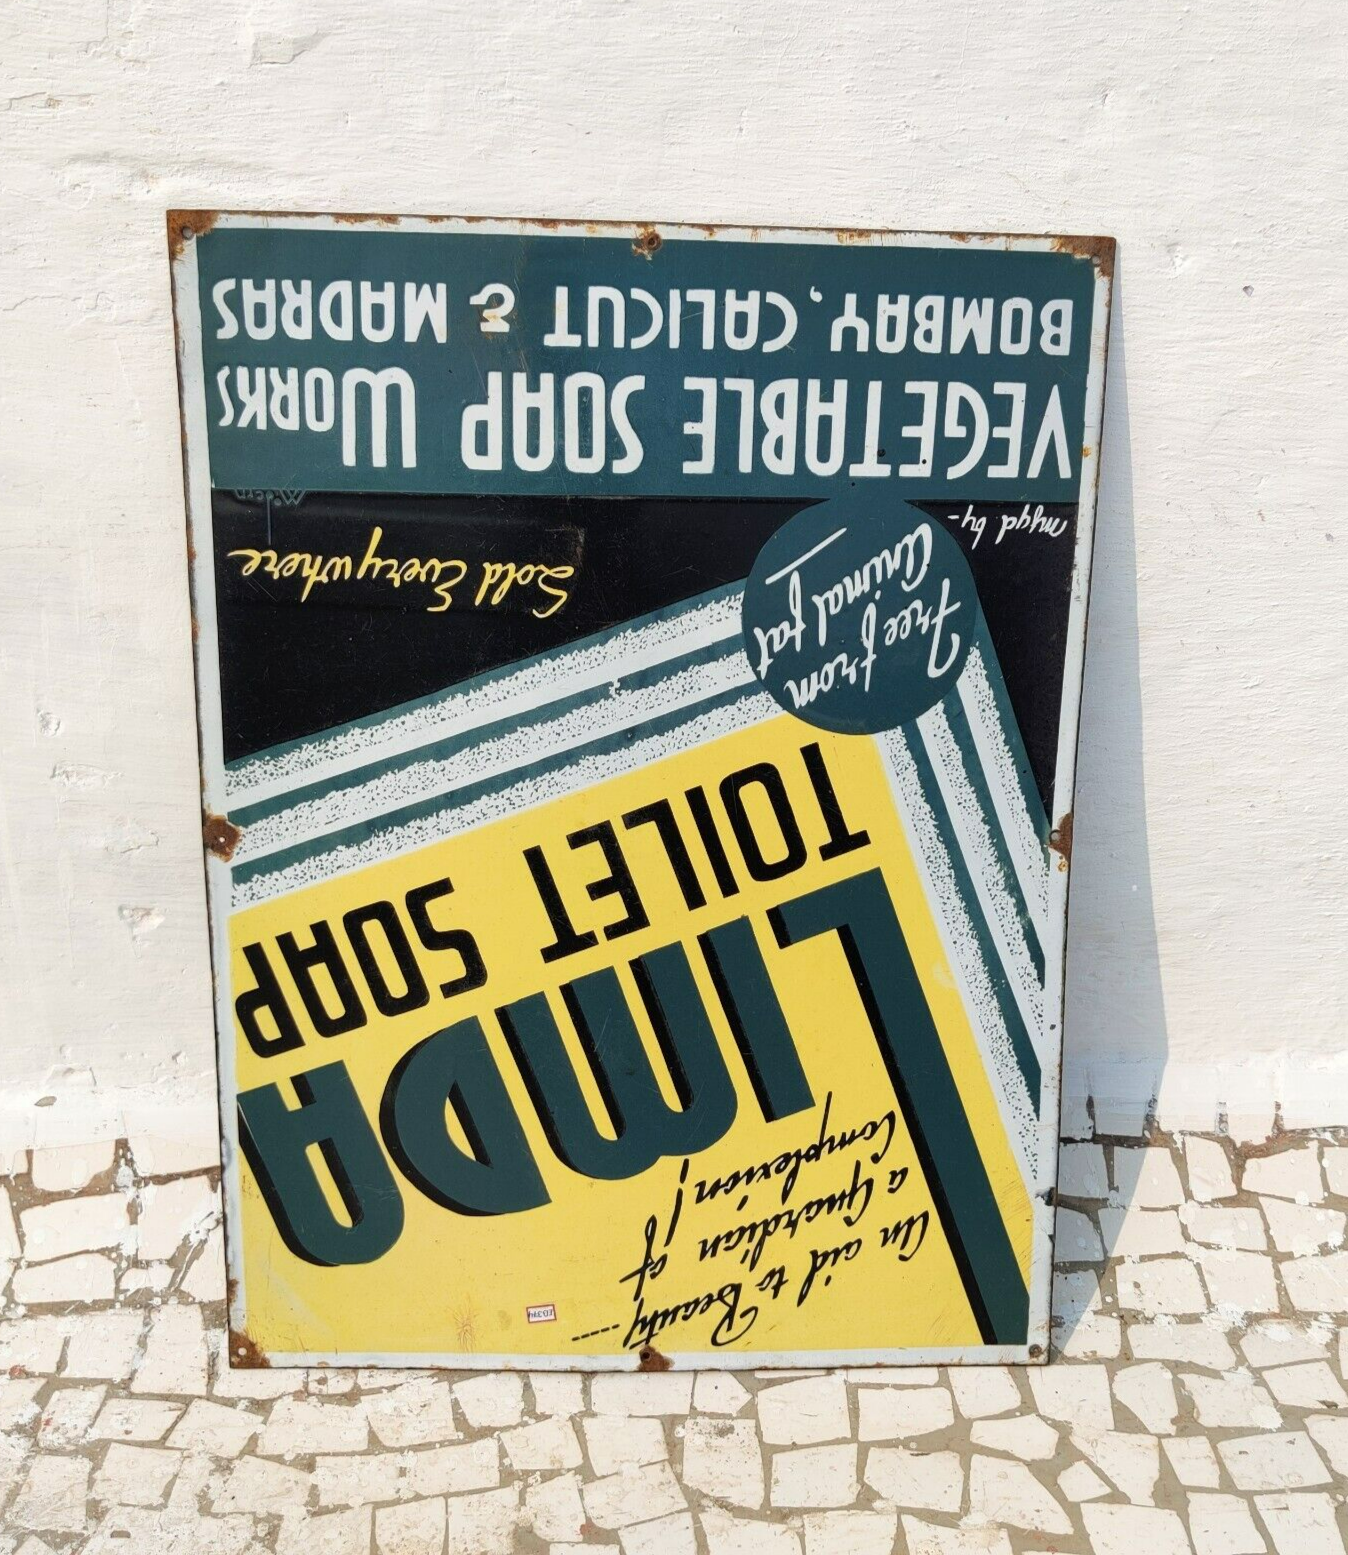 An aid to Beauty.....
a Guardian of
Complexion!
LIMDA
TOILET SOAP
Free from
Animal fat
Sold Everywhere
mfgd. by-
VEGETABLE SOAP WORKS
BOMBAY, CALICUT & MADRAS